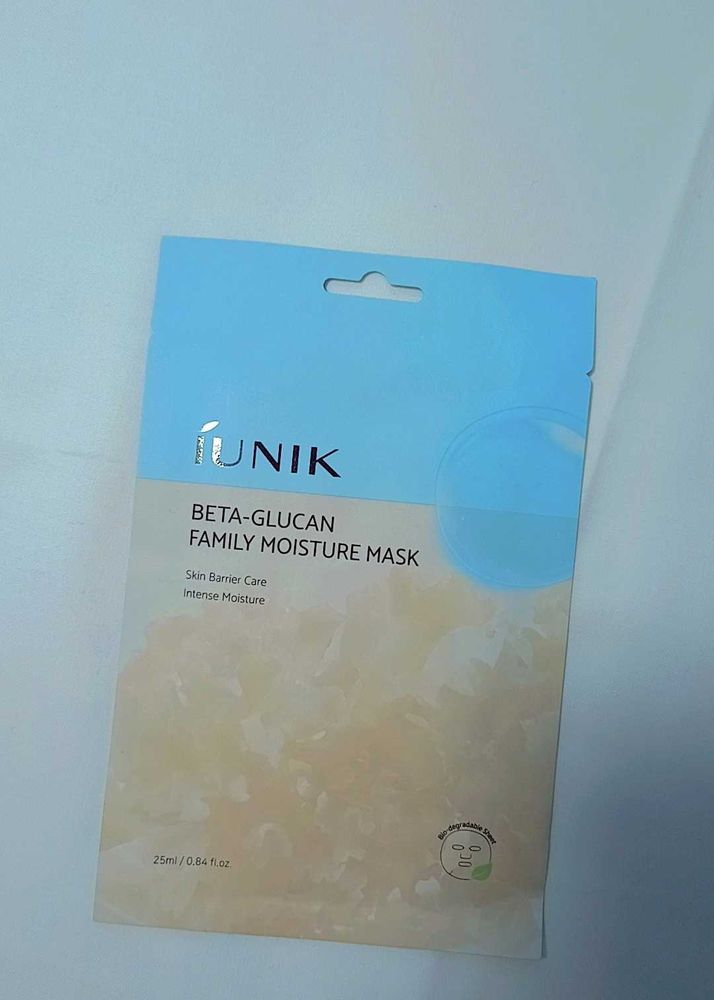 iUNIK
BETA-GLUCAN
FAMILY MOISTURE MASK
Skin Barrier Care
Intense Moisture
Bio-degradable Sheet
25ml / 0.84 fl.oz.